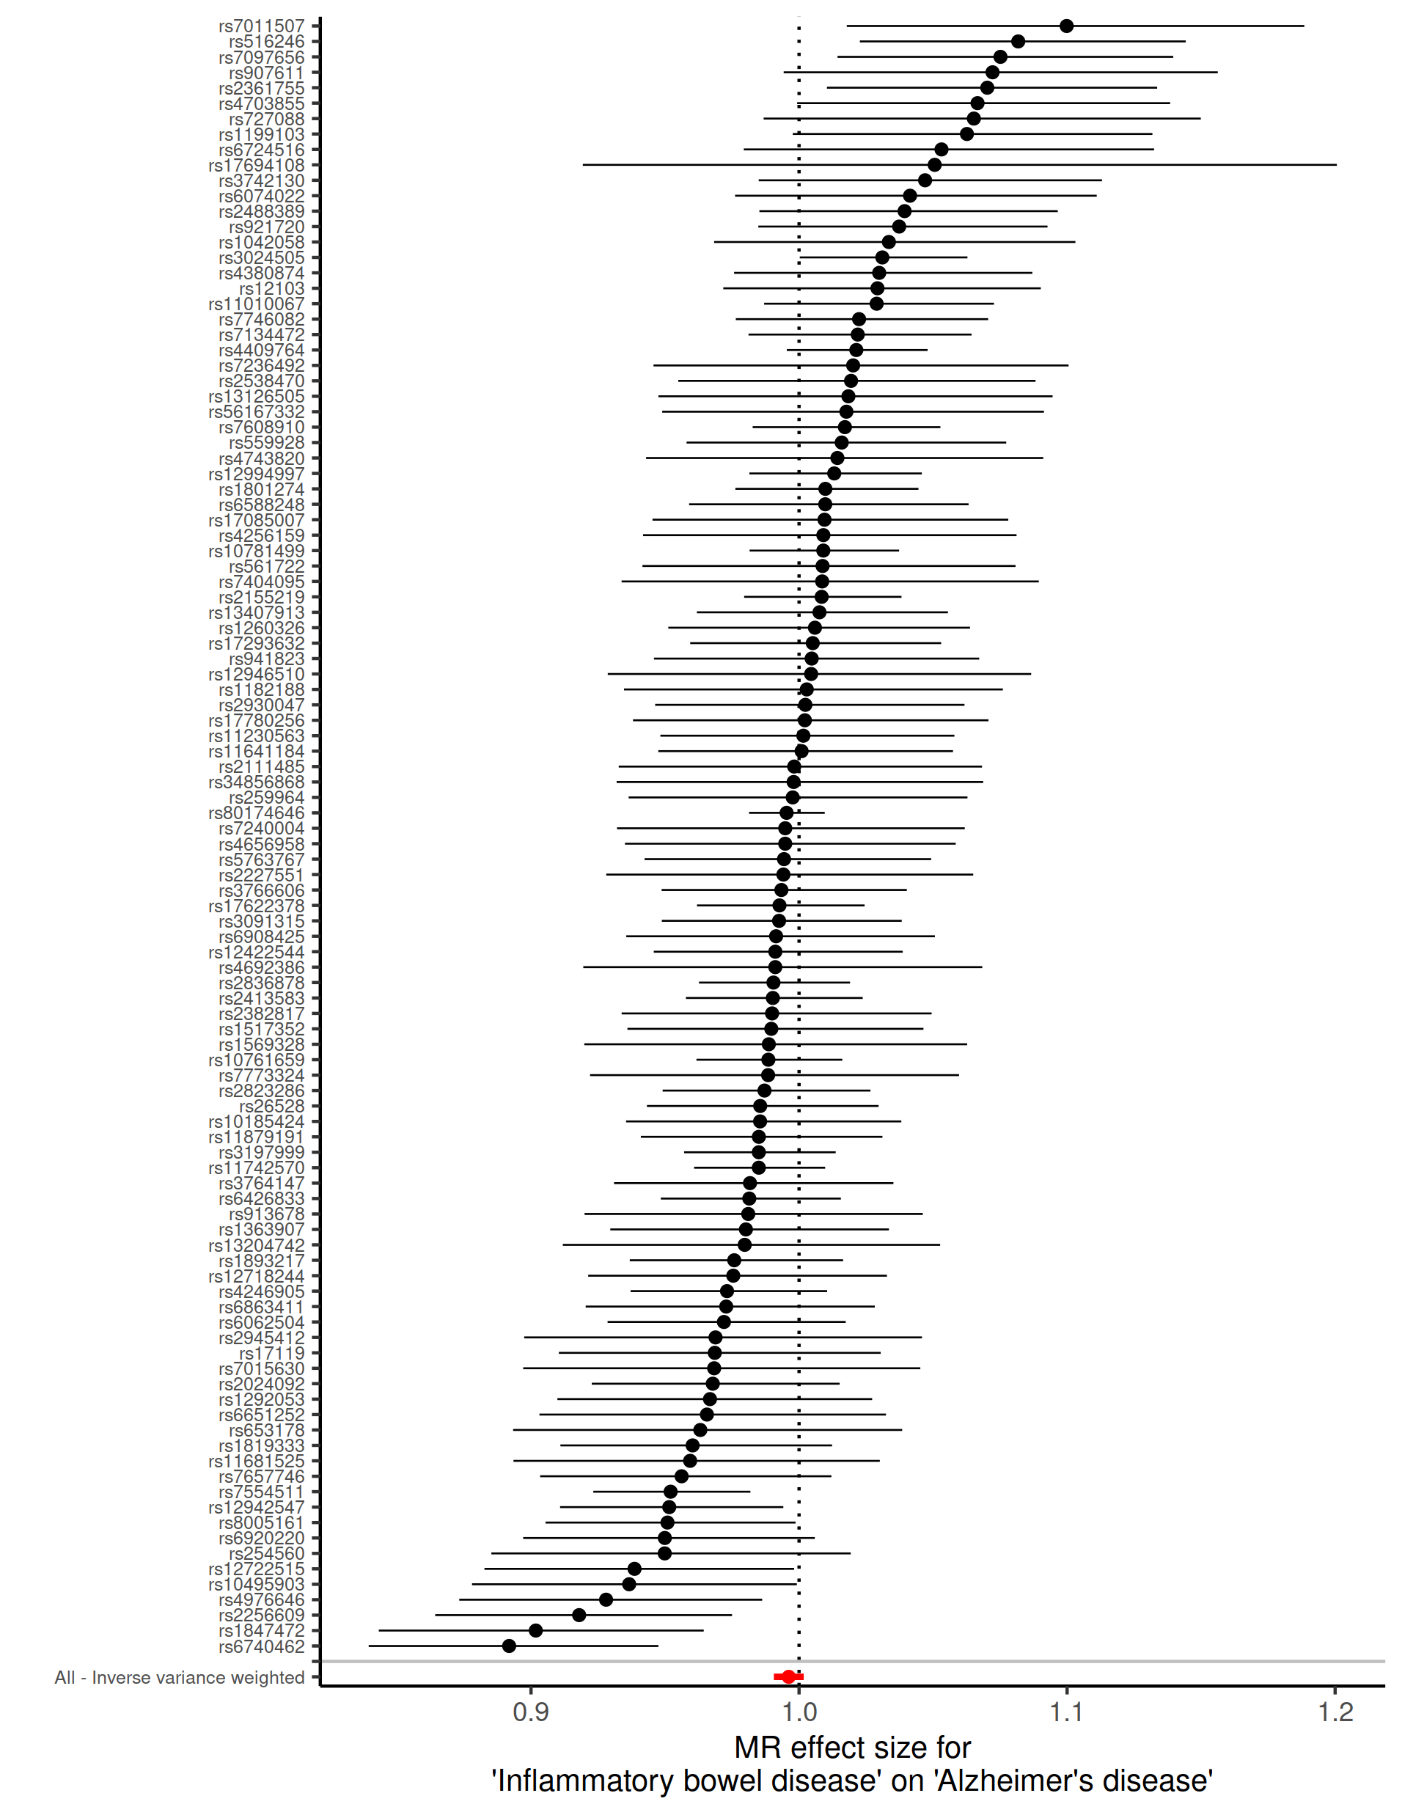 rs7011507
rs516246
rs7097656
rs907611
rs2361755
rs4703855
rs727088
rs1199103
rs6724516
rs17694108
rs3742130
rs6074022
rs2488389
rs921720
rs1042058
rs3024505
rs4380874
rs12103
rs11010067
rs7746082
rs7134472
rs4409764
rs7236492
rs2538470
rs13126505
rs56167332
rs7608910
rs559928
rs4743820
rs12994997
rs1801274
rs6588248
rs17085007
rs4256159
rs10781499
rs561722
rs7404095
rs2155219
rs13407913
rs1260326
rs17293632
rs941823
rs12946510
rs1182188
rs2930047
rs17780256
rs11230563
rs11641184
rs2111485
rs34856868
rs259964
rs80174646
rs7240004
rs4656958
rs5763767
rs2227551
rs3766606
rs17622378
rs3091315
rs6908425
rs12422544
rs4692386
rs2836878
rs2413583
rs2382817
rs1517352
rs1569328
rs10761659
rs7773324
rs2823286
rs26528
rs10185424
rs11879191
rs3197999
rs11742570
rs3764147
rs6426833
rs913678
rs1363907
rs13204742
rs1893217
rs12718244
rs4246905
rs6863411
rs6062504
rs2945412
rs17119
rs7015630
rs2024092
rs1292053
rs6651252
rs653178
rs1819333
rs11681525
rs7657746
rs7554511
rs12942547
rs8005161
rs6920220
rs254560
rs12722515
rs10495903
rs4976646
rs2256609
rs1847472
rs6740462
All - Inverse variance weighted
0.9 1.0 1.1 1.2
MR effect size for
'Inflammatory bowel disease' on 'Alzheimer's disease'